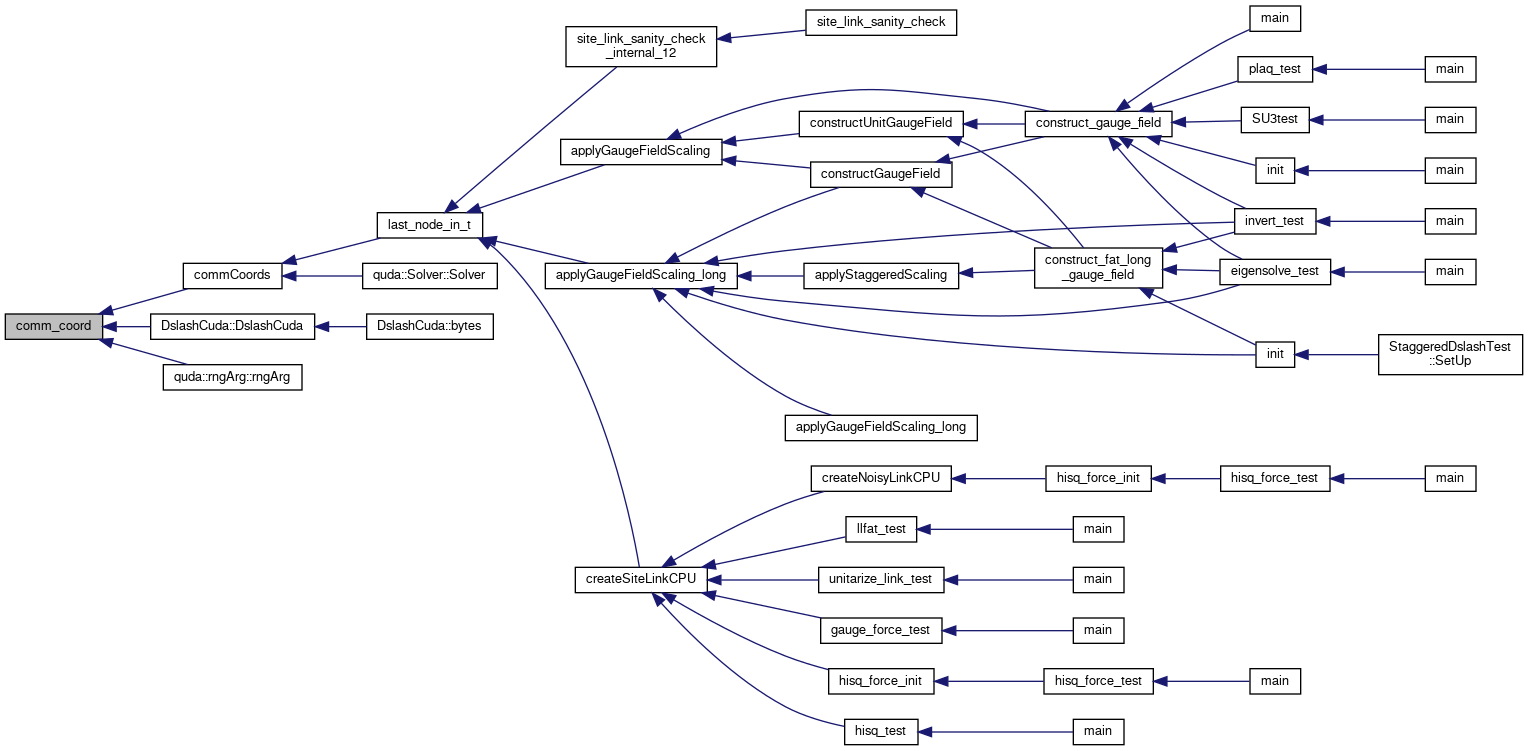 main
site_link_sanity_check
site_link_sanity_check
_internal_12
plaq_test
main
constructUnitGaugeField
construct_gauge_field
SU3test
main
applyGaugeFieldScaling
constructGaugeField
init
main
last_node_in_t
invert_test
main
commCoords
quda::Solver::Solver
applyGaugeFieldScaling_long
applyStaggeredScaling
construct_fat_long
_gauge_field
eigensolve_test
main
comm_coord
DslashCuda::DslashCuda
DslashCuda::bytes
init
StaggeredDslashTest
::SetUp
quda::rngArg::rngArg
applyGaugeFieldScaling_long
createNoisyLinkCPU
hisq_force_init
hisq_force_test
main
llfat_test
main
createSiteLinkCPU
unitarize_link_test
main
gauge_force_test
main
hisq_force_init
hisq_force_test
main
hisq_test
main